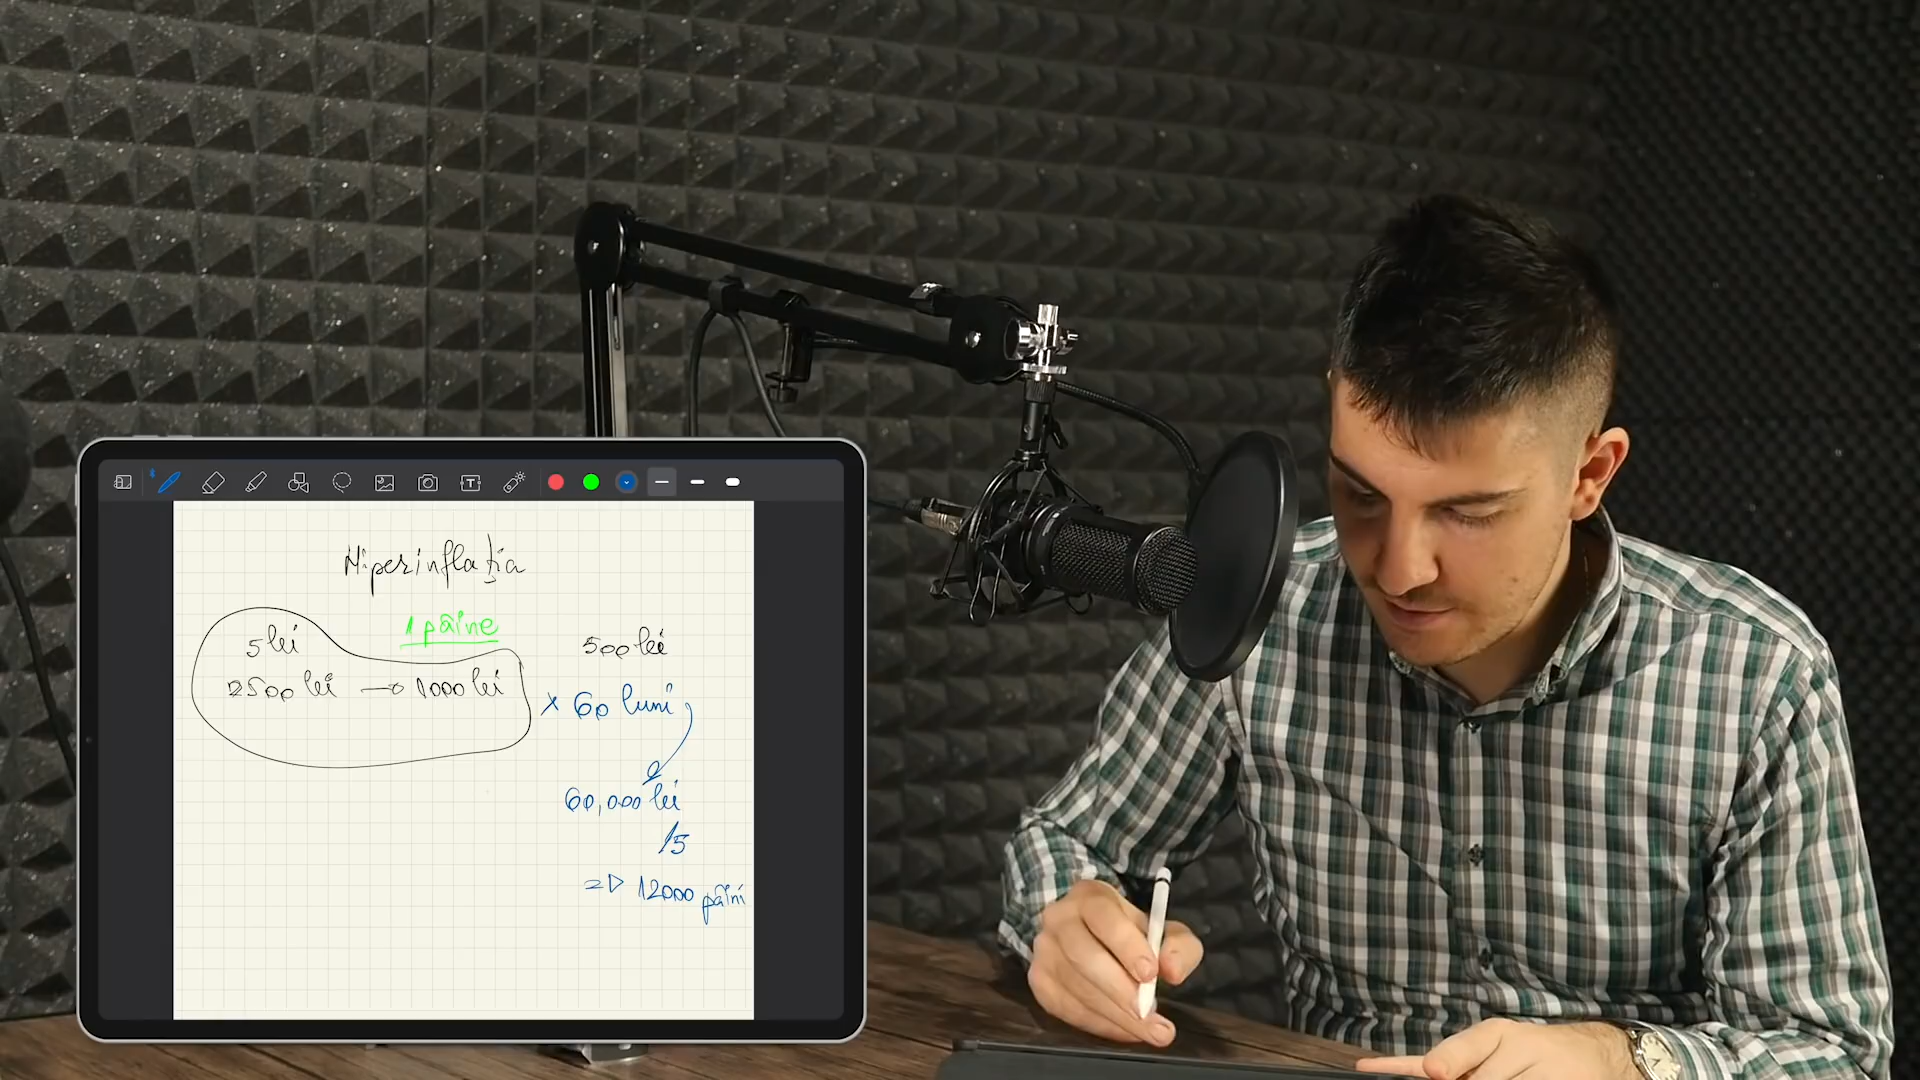 Hiperinflația
1 pâine
5 lei
500 lei
2500 lei → 1000 lei
x 60 luni
60,000 lei
/5
=> 12000 pâini